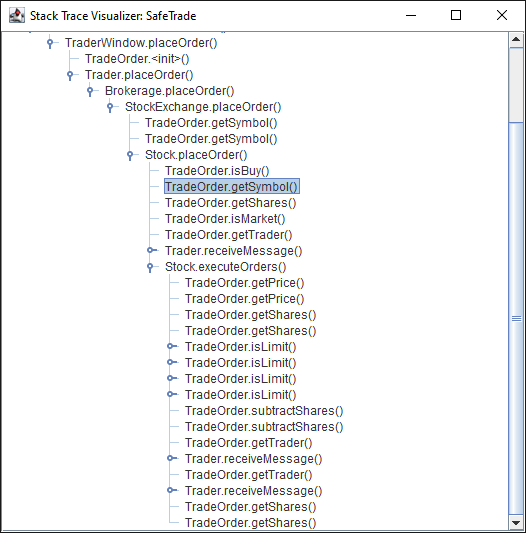 Stack Trace Visualizer: SafeTrade
TraderWindow.placeOrder()
TradeOrder.<init>()
Trader.placeOrder()
Brokerage.placeOrder()
StockExchange.placeOrder()
TradeOrder.getSymbol()
TradeOrder.getSymbol()
Stock.placeOrder()
TradeOrder.isBuy()
TradeOrder.getSymbol()
TradeOrder.getShares()
TradeOrder.isMarket()
TradeOrder.getTrader()
Trader.receiveMessage()
Stock.executeOrders()
TradeOrder.getPrice()
TradeOrder.getPrice()
TradeOrder.getShares()
TradeOrder.getShares()
TradeOrder.isLimit()
TradeOrder.isLimit()
TradeOrder.isLimit()
TradeOrder.isLimit()
TradeOrder.subtractShares()
TradeOrder.subtractShares()
TradeOrder.getTrader()
Trader.receiveMessage()
TradeOrder.getTrader()
Trader.receiveMessage()
TradeOrder.getShares()
TradeOrder.getShares()